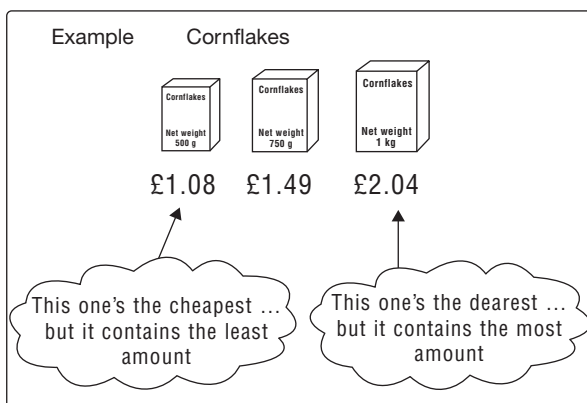 Example Cornflakes
Cornflakes
Net weight
500 g
Cornflakes
Net weight
750 g
Cornflakes
Net weight
1 kg
£1.08 £1.49 £2.04
This one's the cheapest ...
but it contains the least
amount
This one's the dearest ...
but it contains the most
amount